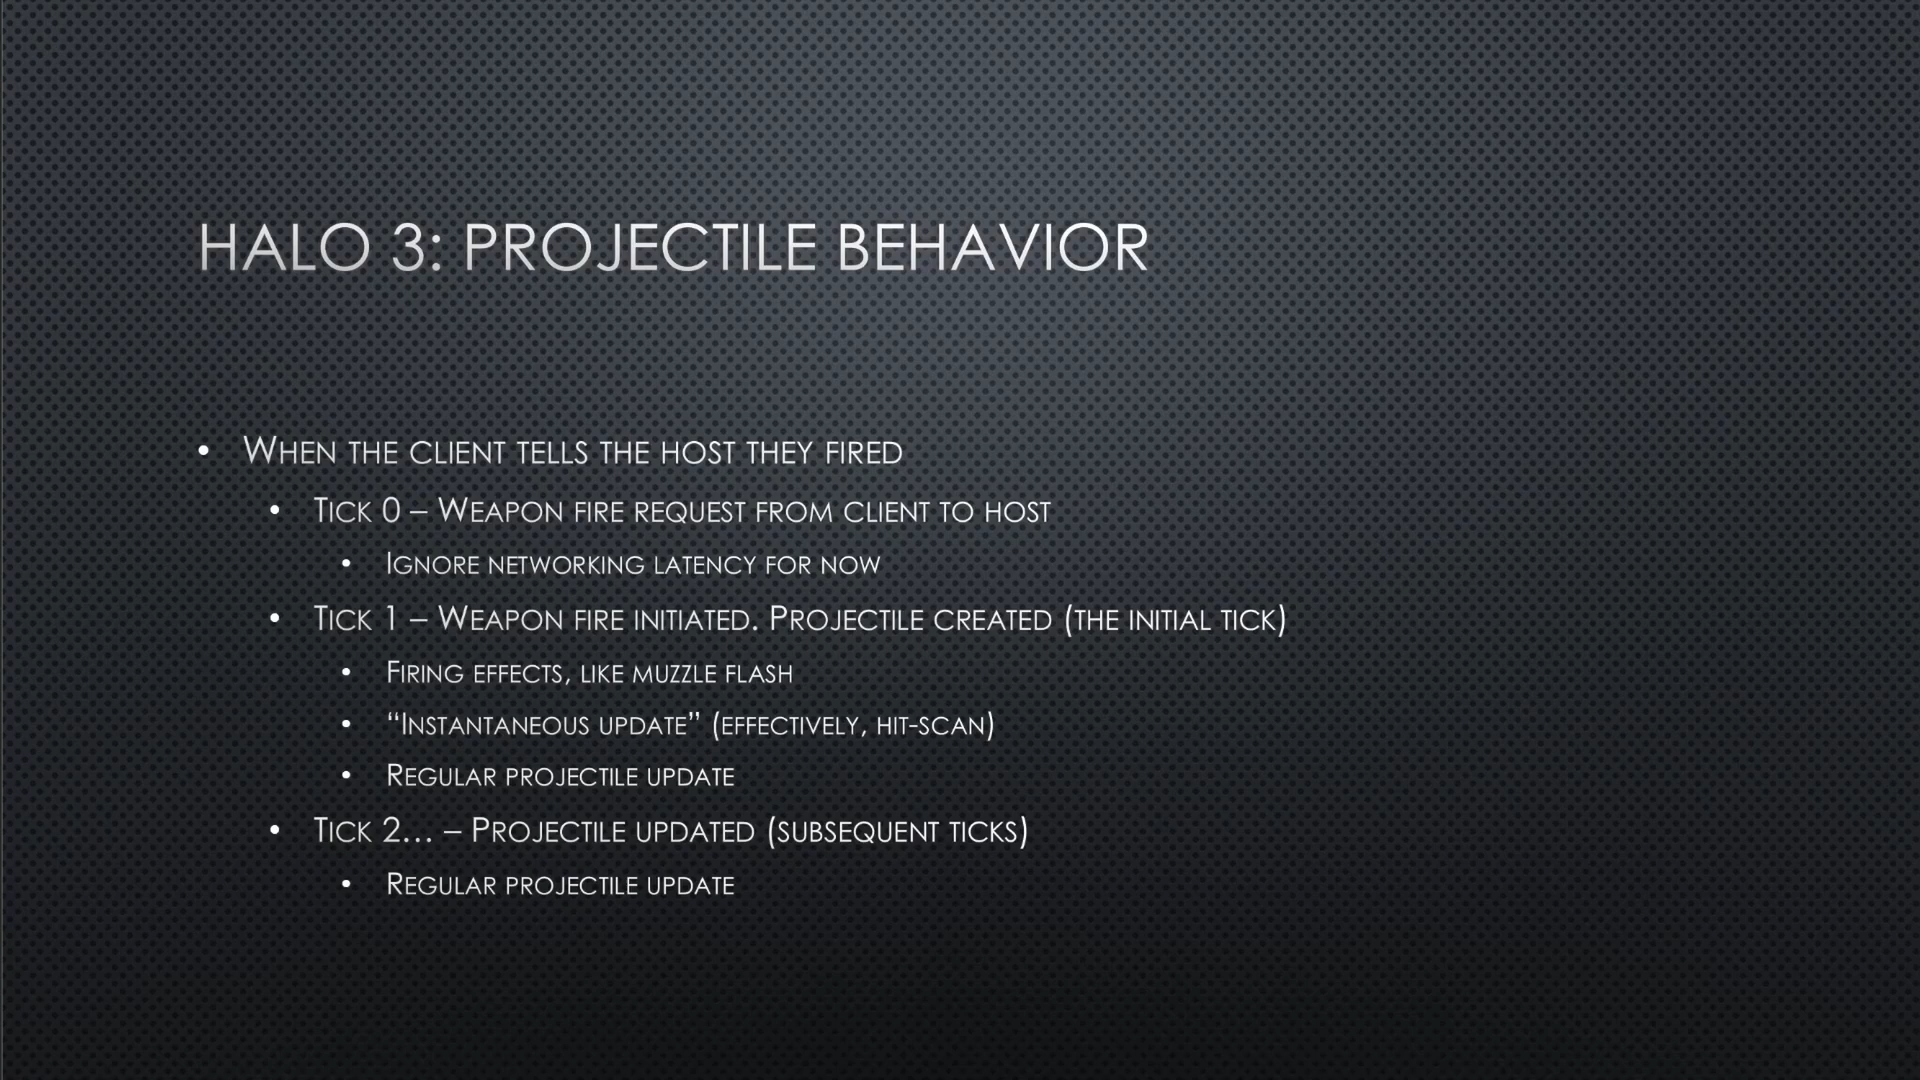 HALO 3: PROJECTILE BEHAVIOR
• WHEN THE CLIENT TELLS THE HOST THEY FIRED
• TICK 0 – WEAPON FIRE REQUEST FROM CLIENT TO HOST
• IGNORE NETWORKING LATENCY FOR NOW
• TICK 1 – WEAPON FIRE INITIATED. PROJECTILE CREATED (THE INITIAL TICK)
• FIRING EFFECTS, LIKE MUZZLE FLASH
• “INSTANTANEOUS UPDATE” (EFFECTIVELY, HIT-SCAN)
• REGULAR PROJECTILE UPDATE
• TICK 2… – PROJECTILE UPDATED (SUBSEQUENT TICKS)
• REGULAR PROJECTILE UPDATE